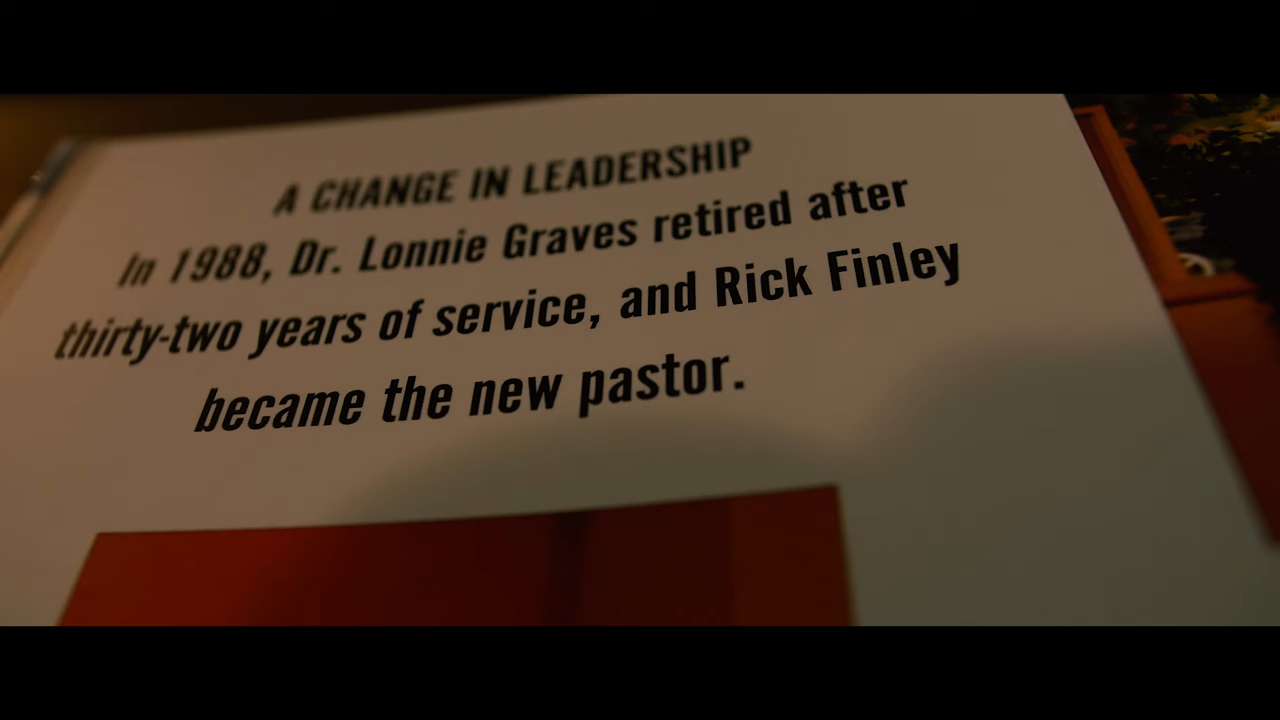 A CHANGE IN LEADERSHIP
In 1988, Dr. Lonnie Graves retired after
thirty-two years of service, and Rick Finley
became the new pastor.